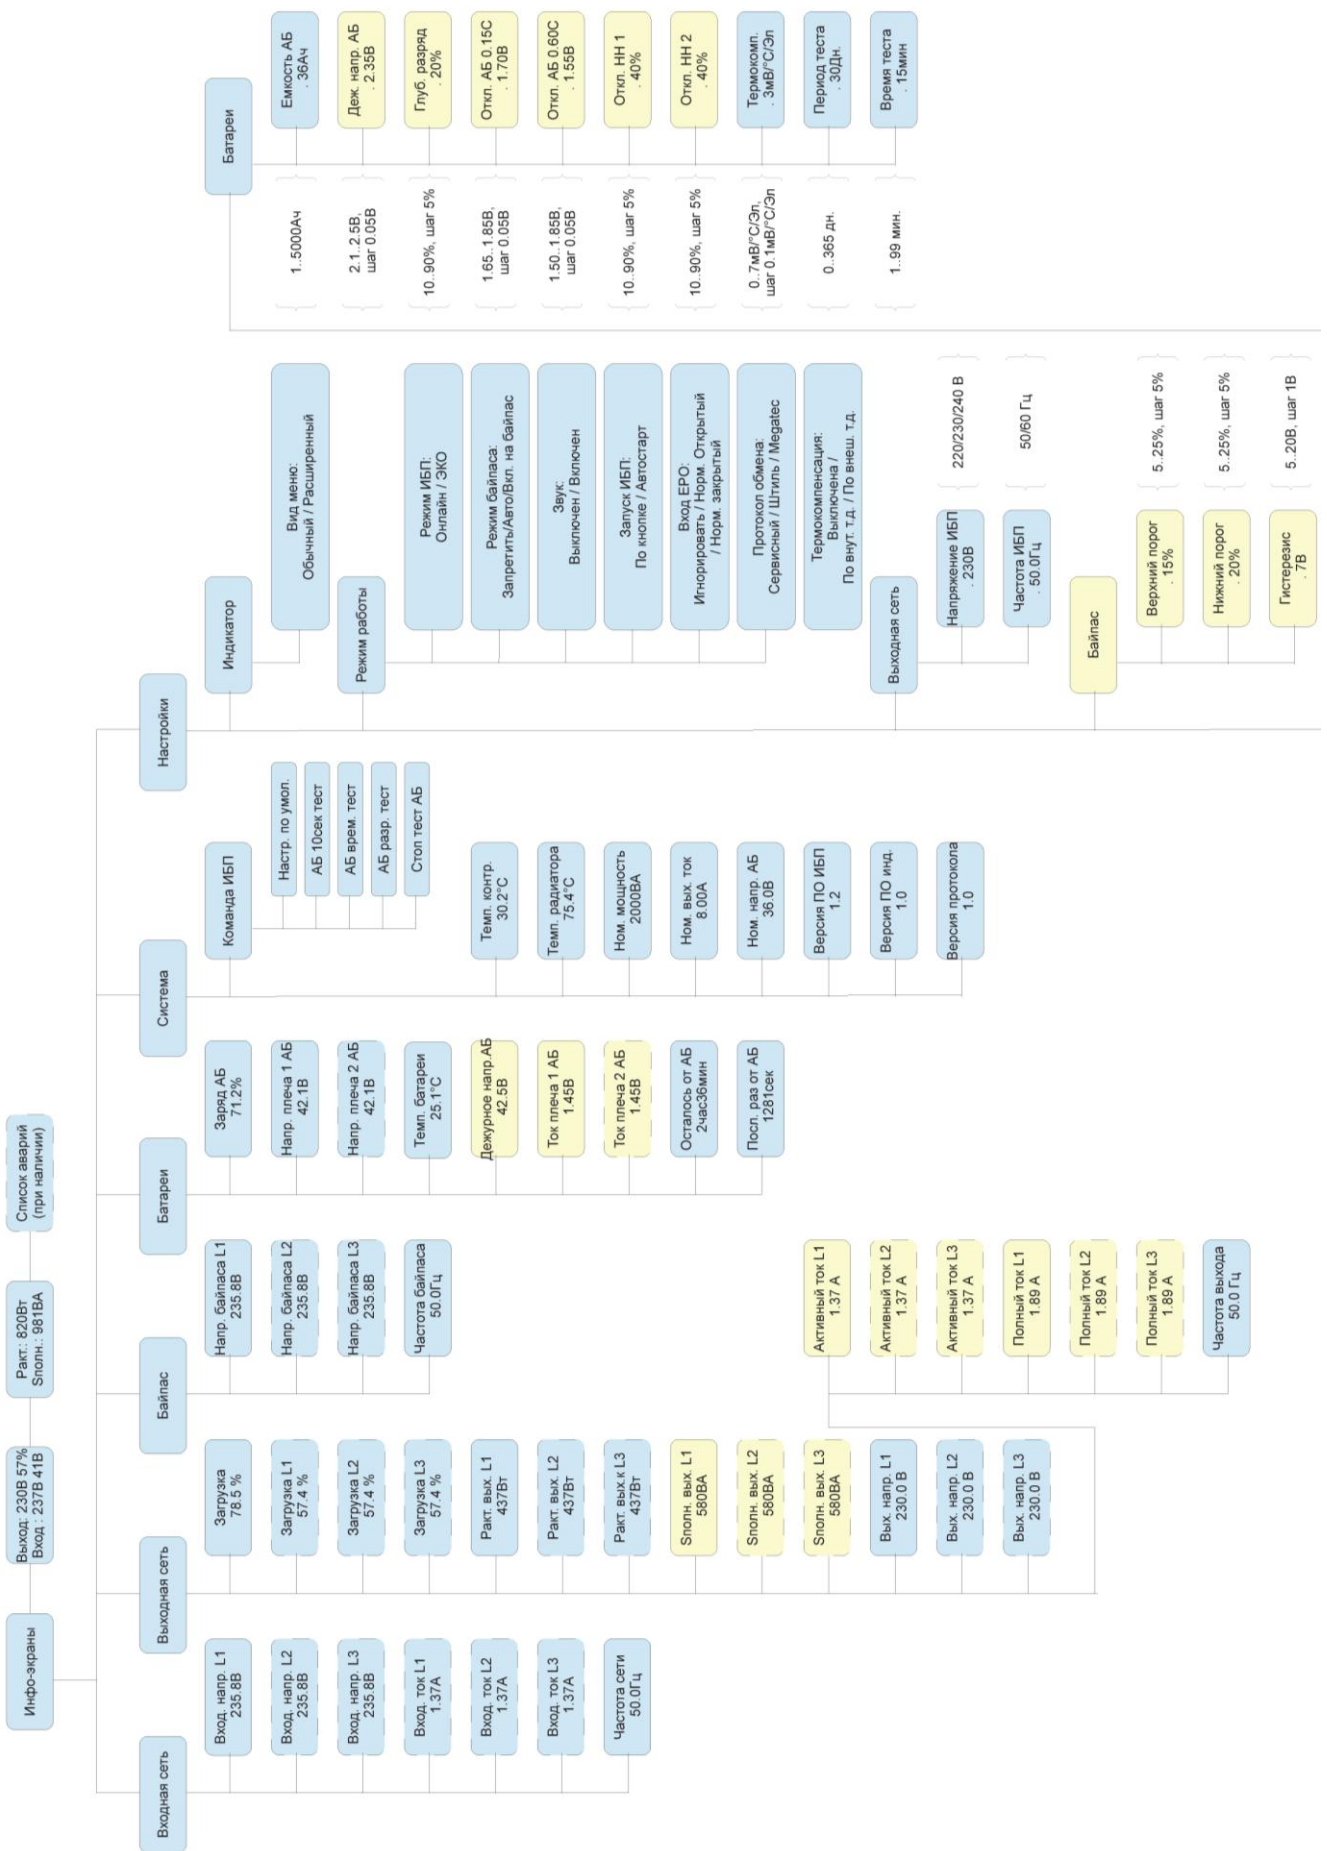 Инфо-экраны
Выход: 230В 57%
Вход : 237В 41В
Pакт.: 820Вт
Sполн.: 981ВА
Список аварий
(при наличии)
Входная сеть
Вход. напр. L1
235.8В
Вход. напр. L2
235.8В
Вход. напр. L3
235.8В
Вход. ток L1
1.37А
Вход. ток L2
1.37А
Вход. ток L3
1.37А
Частота сети
50.0Гц
Выходная сеть
Загрузка
78.5 %
Загрузка L1
57.4 %
Загрузка L2
57.4 %
Загрузка L3
57.4 %
Pакт. вых. L1
437Вт
Pакт. вых. L2
437Вт
Pакт. вых.к L3
437Вт
Sполн. вых. L1
580ВА
Sполн. вых. L2
580ВА
Sполн. вых. L3
580ВА
Вых. напр. L1
230.0 В
Вых. напр. L2
230.0 В
Вых. напр. L3
230.0 В
Активный ток L1
1.37 А
Активный ток L2
1.37 А
Активный ток L3
1.37 А
Полный ток L1
1.89 А
Полный ток L2
1.89 А
Полный ток L3
1.89 А
Частота выхода
50.0 Гц
Байпас
Напр. байпаса L1
235.8В
Напр. байпаса L2
235.8В
Напр. байпаса L3
235.8В
Частота байпаса
50.0Гц
Батареи
Заряд АБ
71.2%
Напр. плеча 1 АБ
42.1В
Напр. плеча 2 АБ
42.1В
Темп. батареи
25.1°С
Дежурное напр.АБ
42.5В
Ток плеча 1 АБ
1.45В
Ток плеча 2 АБ
1.45В
Осталось от АБ
2час36мин
Посл. раз от АБ
1281сек
Система
Команда ИБП
Настр. по умол.
АБ 10сек тест
АБ врем. тест
АБ разр. тест
Стоп тест АБ
Темп. контр.
30.2°С
Темп. радиатора
75.4°С
Ном. мощность
2000ВА
Ном. вых. ток
8.00А
Ном. напр. АБ
36.0В
Версия ПО ИБП
1.2
Версия ПО инд.
1.0
Версия протокола
1.0
Настройки
Индикатор
Вид меню:
Обычный / Расширенный
Режим работы
Режим ИБП:
Онлайн / ЭКО
Режим байпаса:
Запретить/Авто/Вкл. на байпас
Звук:
Выключен / Включен
Запуск ИБП:
По кнопке / Автостарт
Вход ЕРО:
Игнорировать / Норм. Открытый
/ Норм. закрытый
Протокол обмена:
Сервисный / Штиль / Megatec
Термокомпенсация:
Выключена /
По внут. т.д. / По внеш. т.д.
Выходная сеть
Напряжение ИБП
. 230В
220/230/240 В
Частота ИБП
. 50.0Гц
50/60 Гц
Байпас
Верхний порог
. 15%
5..25%, шаг 5%
Нижний порог
. 20%
5..25%, шаг 5%
Гистерезис
. 7В
5..20В, шаг 1В
Батареи
1..5000Ач
Емкость АБ
. 36Ач
2.1..2.5В,
шаг 0.05В
Деж. напр. АБ
. 2.35В
10..90%, шаг 5%
Глуб. разряд
. 20%
1.65..1.85В,
шаг 0.05В
Откл. АБ 0.15С
. 1.70В
1.50..1.85В,
шаг 0.05В
Откл. АБ 0.60С
. 1.55В
10..90%, шаг 5%
Откл. НН 1
. 40%
10..90%, шаг 5%
Откл. НН 2
. 40%
0..7мВ/°С/Эл,
шаг 0.1мВ/°С/Эл
Термокомп.
. 3мВ/°С/Эл
0..365 дн.
Период теста
. 30Дн.
1..99 мин.
Время теста
. 15мин